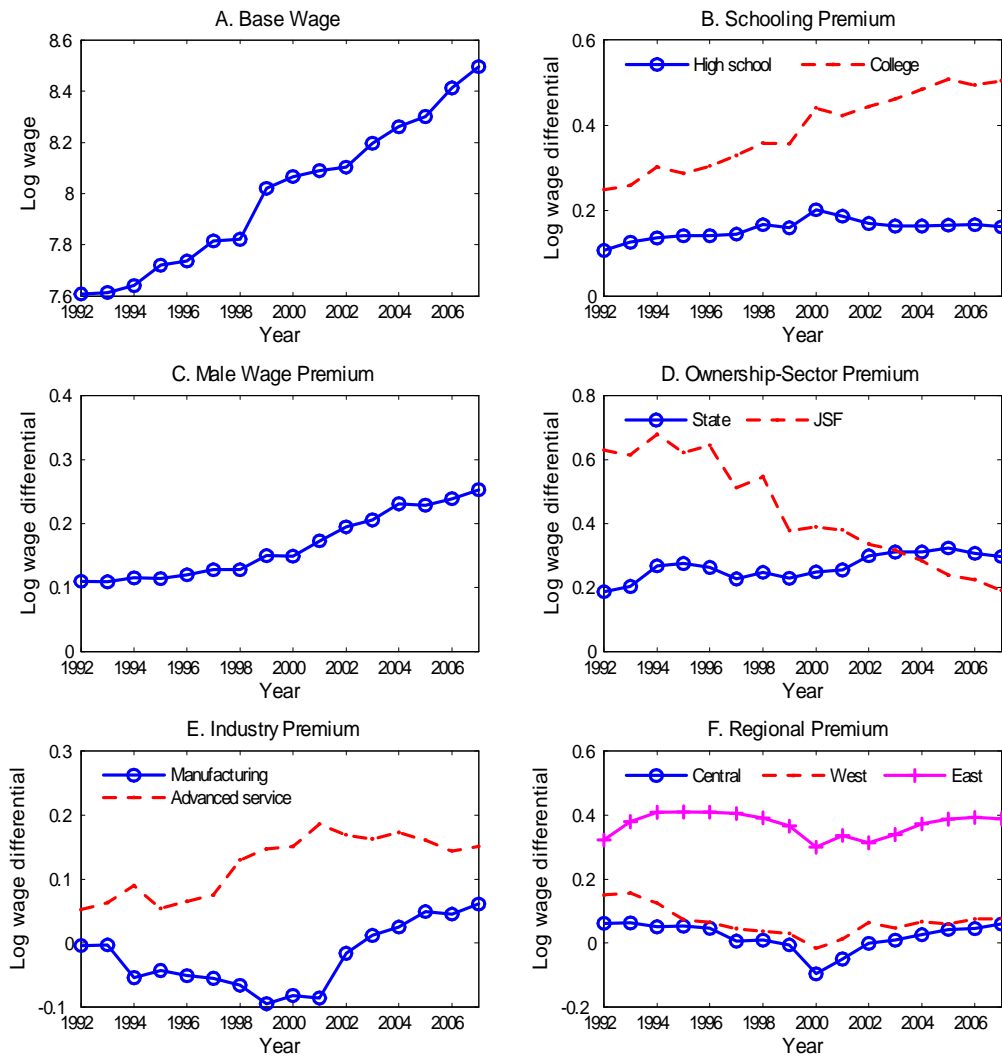 A. Base Wage
8.6
8.4
8.2
8
7.8
7.6
Log wage
1992 1994 1996 1998 2000 2002 2004 2006
Year
B. Schooling Premium
0.6
0.4
0.2
0
Log wage differential
High school College
1992 1994 1996 1998 2000 2002 2004 2006
Year
C. Male Wage Premium
0.4
0.3
0.2
0.1
0
Log wage differential
1992 1994 1996 1998 2000 2002 2004 2006
Year
D. Ownership-Sector Premium
0.8
0.6
0.4
0.2
0
Log wage differential
State JSF
1992 1994 1996 1998 2000 2002 2004 2006
Year
E. Industry Premium
0.3
0.2
0.1
0
-0.1
Log wage differential
Manufacturing
Advanced service
1992 1994 1996 1998 2000 2002 2004 2006
Year
F. Regional Premium
0.6
0.4
0.2
0
-0.2
Log wage differential
Central West East
1992 1994 1996 1998 2000 2002 2004 2006
Year